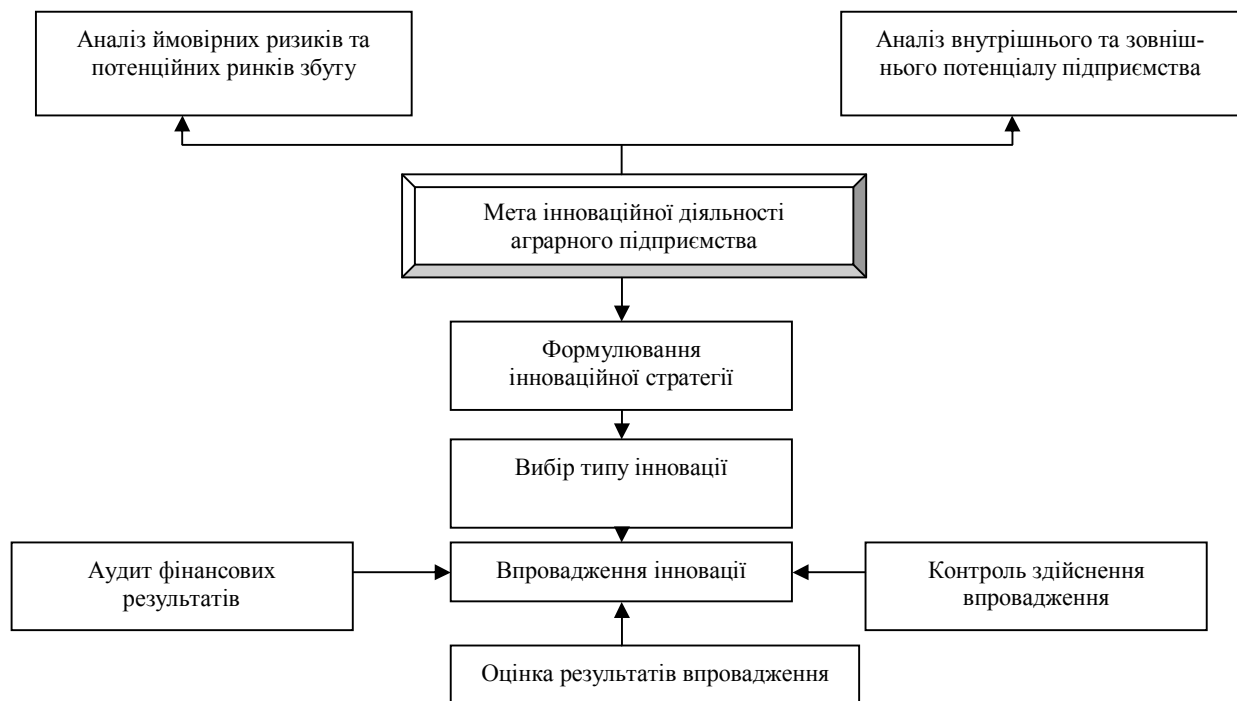 Аналіз ймовірних ризиків та
потенційних ринків збуту
Аналіз внутрішнього та зовніш-
нього потенціалу підприємства
Мета інноваційної діяльності
аграрного підприємства
Формулювання
інноваційної стратегії
Вибір типу інновації
Аудит фінансових
результатів
Впровадження інновації
Контроль здійснення
впровадження
Оцінка результатів впровадження